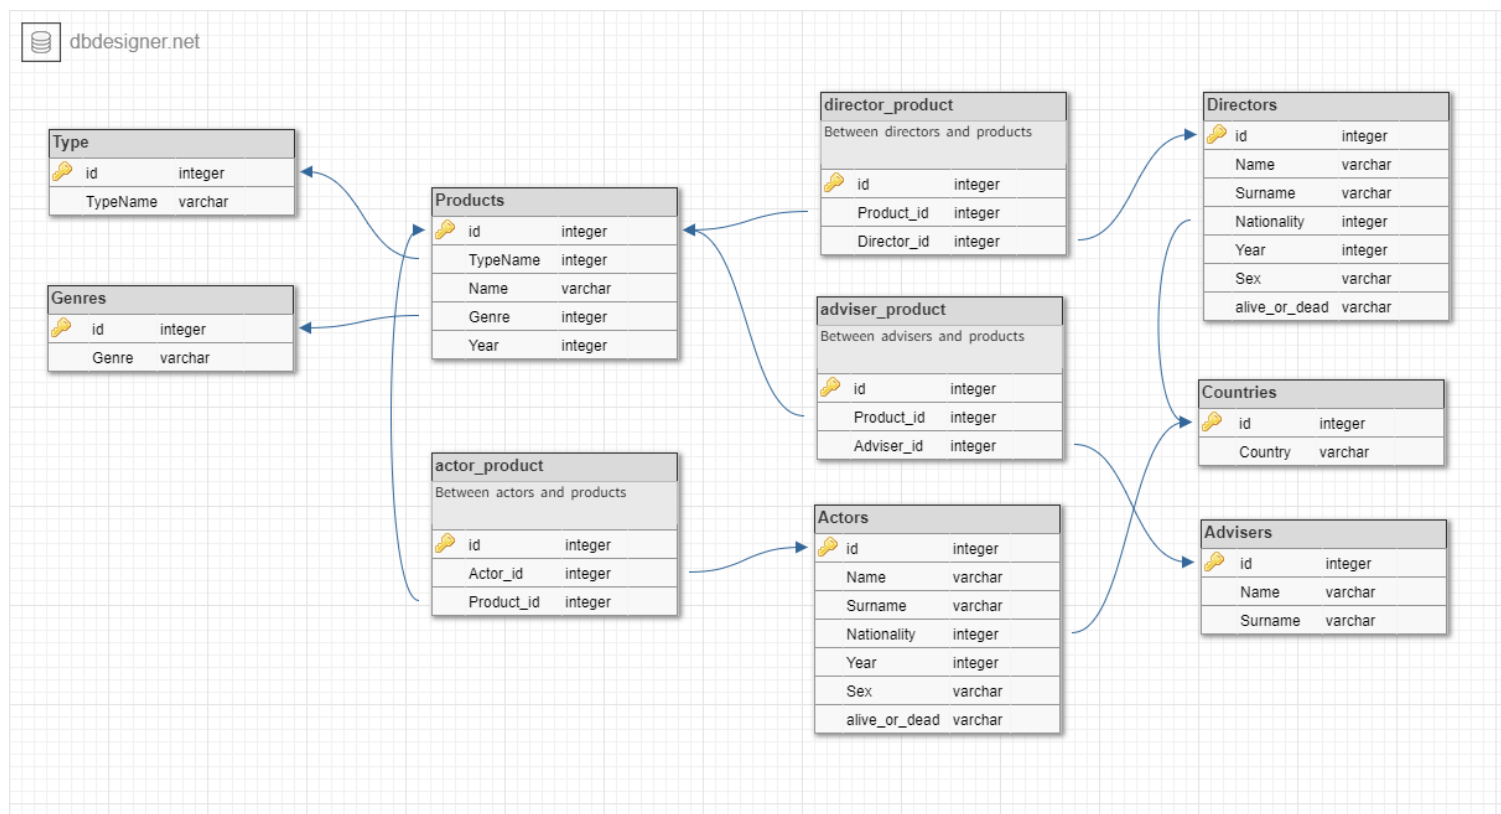 dbdesigner.net
Type
id integer
TypeName varchar
Genres
id integer
Genre varchar
Products
id integer
TypeName integer
Name varchar
Genre integer
Year integer
actor_product
Between actors and products
id integer
Actor_id integer
Product_id integer
director_product
Between directors and products
id integer
Product_id integer
Director_id integer
adviser_product
Between advisers and products
id integer
Product_id integer
Adviser_id integer
Actors
id integer
Name varchar
Surname varchar
Nationality integer
Year integer
Sex varchar
alive_or_dead varchar
Directors
id integer
Name varchar
Surname varchar
Nationality integer
Year integer
Sex varchar
alive_or_dead varchar
Countries
id integer
Country varchar
Advisers
id integer
Name varchar
Surname varchar